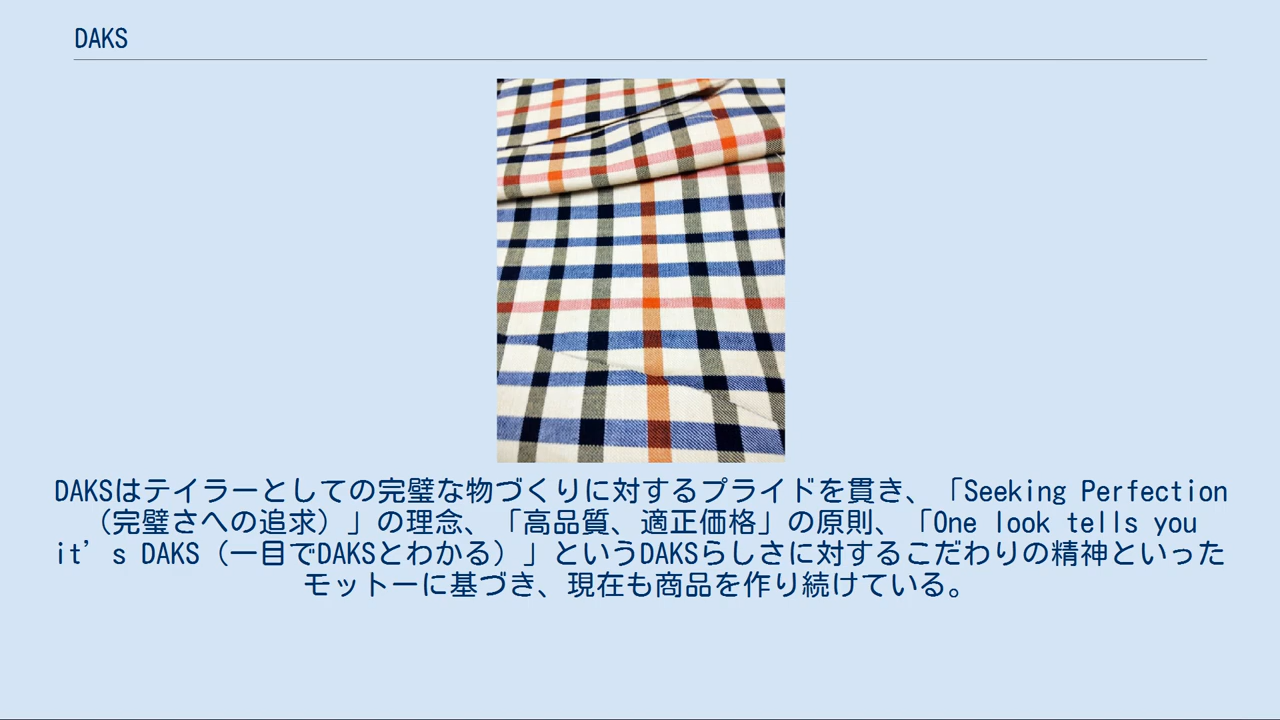 DAKS
DAKSはテイラーとしての完璧な物づくりに対するプライドを貫き、「Seeking Perfection
（完璧さへの追求）」の理念、「高品質、適正価格」の原則、「One look tells you
it’s DAKS（一目でDAKSとわかる）」というDAKSらしさに対するこだわりの精神といった
モットーに基づき、現在も商品を作り続けている。